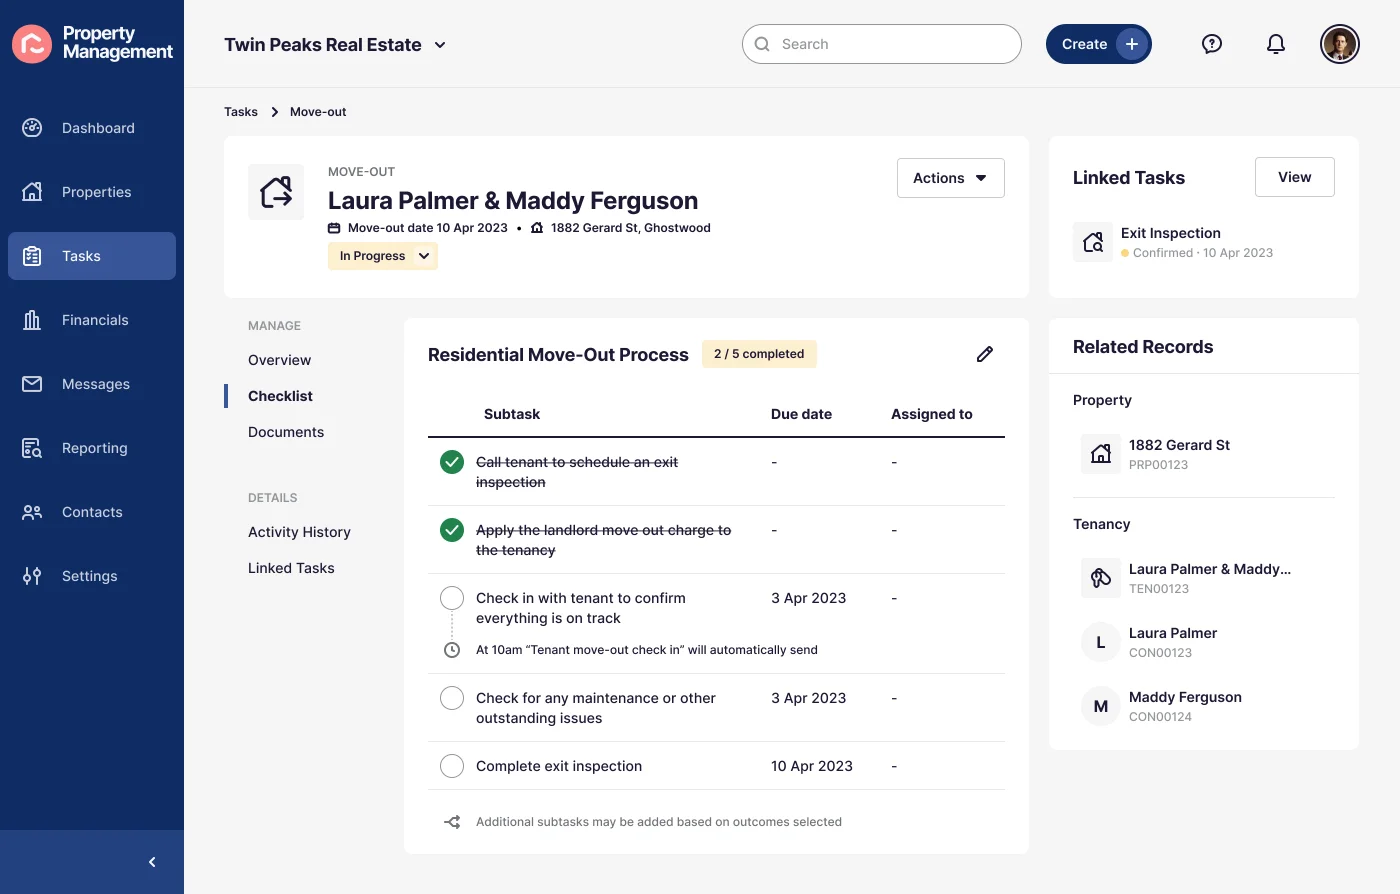 Property
Management
Dashboard
Properties
Tasks
Financials
Messages
Reporting
Contacts
Settings
Twin Peaks Real Estate
Search
Create
Tasks
Move-out
MOVE-OUT
Laura Palmer & Maddy Ferguson
Move-out date 10 Apr 2023 • 1882 Gerard St, Ghostwood
In Progress
Actions
Linked Tasks
View
Exit Inspection
Confirmed · 10 Apr 2023
MANAGE
Overview
Checklist
Documents
DETAILS
Activity History
Linked Tasks
Residential Move-Out Process
2 / 5 completed
Subtask Due date Assigned to
Call tenant to schedule an exit - -
inspection
Apply the landlord move out charge to - -
the tenancy
Check in with tenant to confirm 3 Apr 2023 -
everything is on track
At 10am “Tenant move-out check in” will automatically send
Check for any maintenance or other 3 Apr 2023 -
outstanding issues
Complete exit inspection 10 Apr 2023 -
Additional subtasks may be added based on outcomes selected
Related Records
Property
1882 Gerard St
PRP00123
Tenancy
Laura Palmer & Maddy...
TEN00123
L
Laura Palmer
CON00123
M
Maddy Ferguson
CON00124